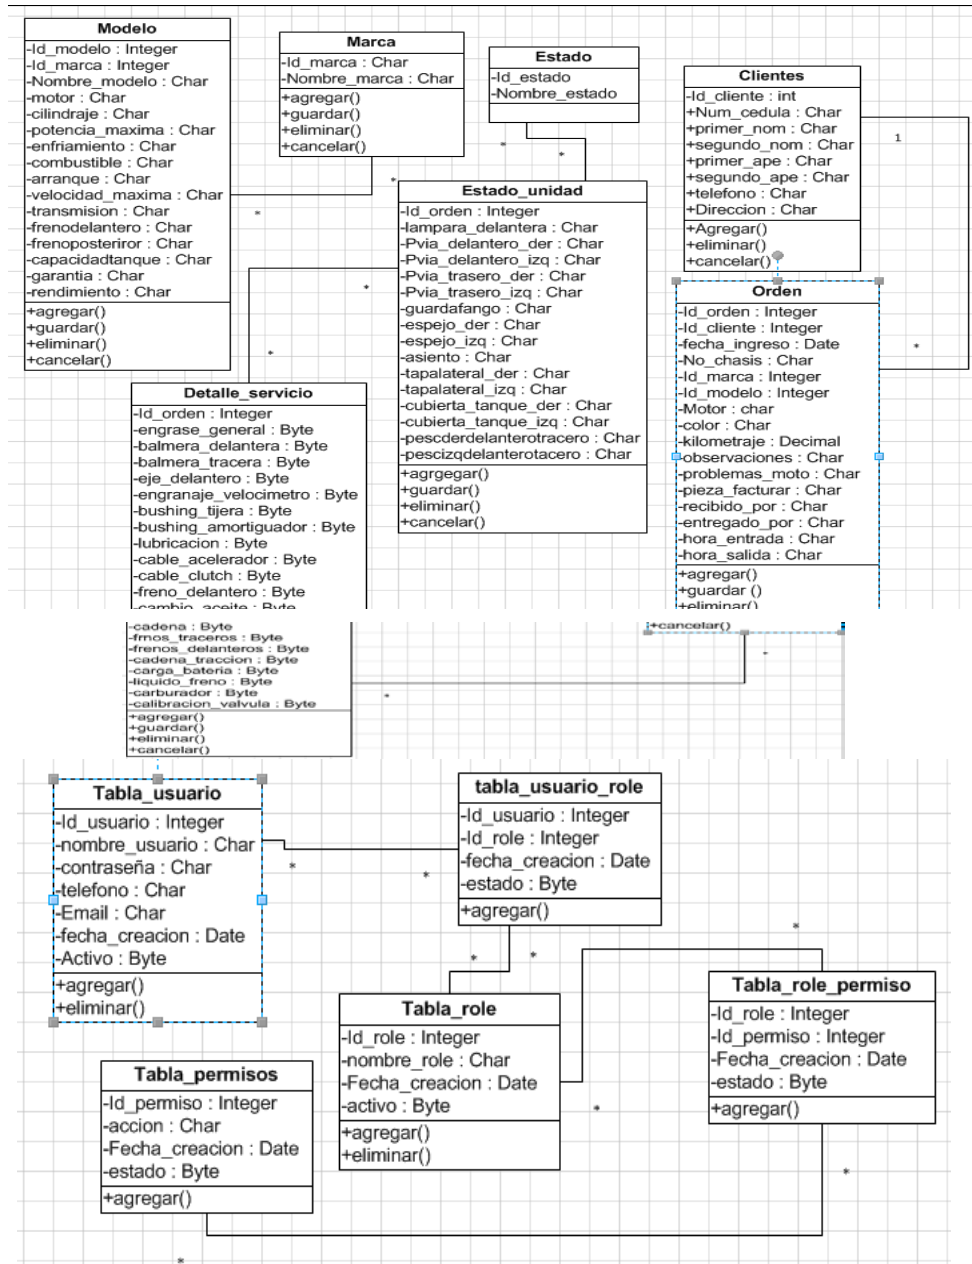 Modelo
-Id_modelo : Integer
-Id_marca : Integer
-Nombre_modelo : Char
-motor : Char
-cilindraje : Char
-potencia_maxima : Char
-enfriamiento : Char
-combustible : Char
-arranque : Char
-velocidad_maxima : Char
-transmision : Char
-frenodelantero : Char
-frenoposteriror : Char
-capacidadtanque : Char
-garantia : Char
-rendimiento : Char
+agregar()
+guardar()
+eliminar()
+cancelar()
Marca
-Id_marca : Char
-Nombre_marca : Char
+agregar()
+guardar()
+eliminar()
+cancelar()
Estado
-Id_estado
-Nombre_estado
Clientes
-Id_cliente : int
+Num_cedula : Char
+primer_nom : Char
+segundo_nom : Char
+primer_ape : Char
+segundo_ape : Char
+telefono : Char
+Direccion : Char
+Agregar()
+eliminar()
+cancelar()
1
*
*
*
*
*
*
*
Estado_unidad
-Id_orden : Integer
-lampara_delantera : Char
-Pvia_delantero_der : Char
-Pvia_delantero_izq : Char
-Pvia_trasero_der : Char
-Pvia_trasero_izq : Char
-guardafango : Char
-espejo_der : Char
-espejo_izq : Char
-asiento : Char
-tapalateral_der : Char
-tapalateral_izq : Char
-cubierta_tanque_der : Char
-cubierta_tanque_izq : Char
-pescderdelanterotracero : Char
-pescizqdelanterotacero : Char
+agrgegar()
+guardar()
+eliminar()
+cancelar()
Orden
-Id_orden : Integer
-Id_cliente : Integer
-fecha_ingreso : Date
-No_chasis : Char
-Id_marca : Integer
-Id_modelo : Integer
-Motor : char
-color : Char
-kilometraje : Decimal
-observaciones : Char
-problemas_moto : Char
-pieza_facturar : Char
-recibido_por : Char
-entregado_por : Char
-hora_entrada : Char
-hora_salida : Char
+agregar()
+guardar ()
+eliminar()
+cancelar()
Detalle_servicio
-Id_orden : Integer
-engrase_general : Byte
-balmera_delantera : Byte
-balmera_tracera : Byte
-eje_delantero : Byte
-engranaje_velocimetro : Byte
-bushing_tijera : Byte
-bushing_amortiguador : Byte
-lubricacion : Byte
-cable_acelerador : Byte
-cable_clutch : Byte
-freno_delantero : Byte
-cambio_aceite : Byte
-cadena : Byte
-frnos_traceros : Byte
-frenos_delanteros : Byte
-cadena_traccion : Byte
-carga_bateria : Byte
-liquido_freno : Byte
-carburador : Byte
-calibracion_valvula : Byte
+agregar()
+guardar()
+eliminar()
+cancelar()
*
*
Tabla_usuario
-Id_usuario : Integer
-nombre_usuario : Char
-contraseña : Char
-telefono : Char
-Email : Char
-fecha_creacion : Date
-Activo : Byte
+agregar()
+eliminar()
tabla_usuario_role
-Id_usuario : Integer
-Id_role : Integer
-fecha_creacion : Date
-estado : Byte
+agregar()
*
*
*
*
*
*
Tabla_role
-Id_role : Integer
-nombre_role : Char
-Fecha_creacion : Date
-activo : Byte
+agregar()
+eliminar()
Tabla_role_permiso
-Id_role : Integer
-Id_permiso : Integer
-Fecha_creacion : Date
-estado : Byte
+agregar()
Tabla_permisos
-Id_permiso : Integer
-accion : Char
-Fecha_creacion : Date
-estado : Byte
+agregar()
*
*